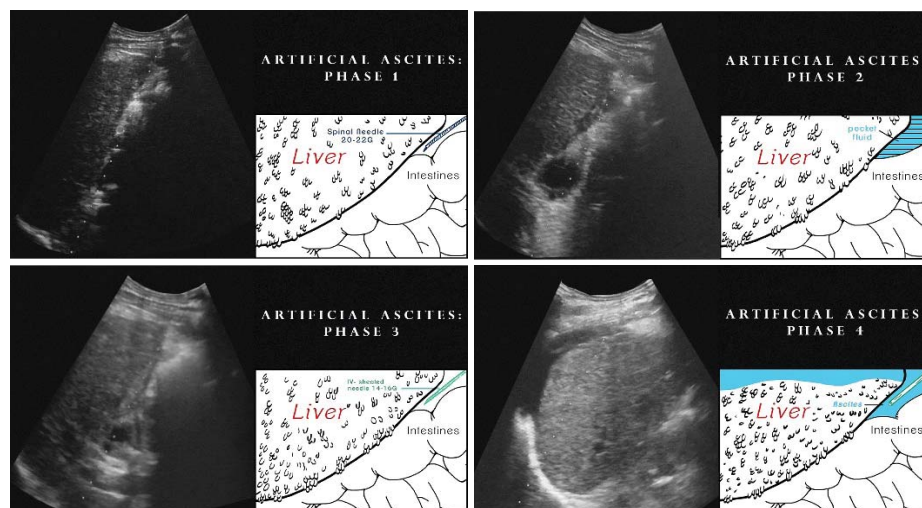 ARTIFICIAL ASCITES:
PHASE 1
Spinal Needle
20-22G
Liver
Intestines
ARTIFICIAL ASCITES
PHASE 2
pocket
fluid
Liver
Intestines
ARTIFICIAL ASCITES:
PHASE 3
IV- sheated
needle 14-16G
Liver
Intestines
ARTIFICIAL ASCITES
PHASE 4
Ascites
Liver
Intestines